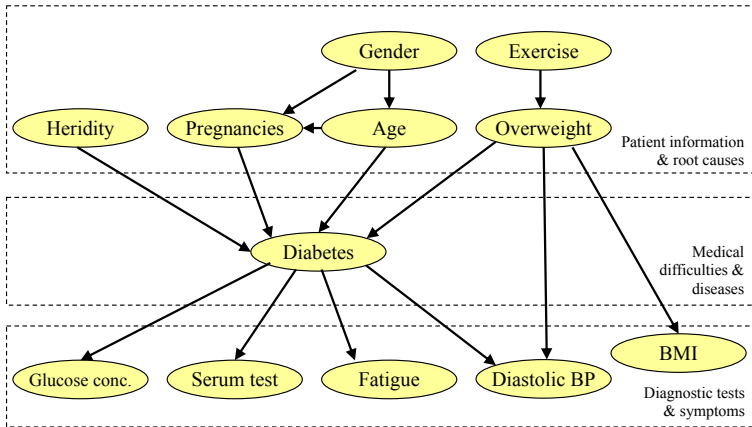 Gender
Exercise
Heridity
Pregnancies
Age
Overweight
Patient information
& root causes
Diabetes
Medical
difficulties &
diseases
Glucose conc.
Serum test
Fatigue
Diastolic BP
BMI
Diagnostic tests
& symptoms